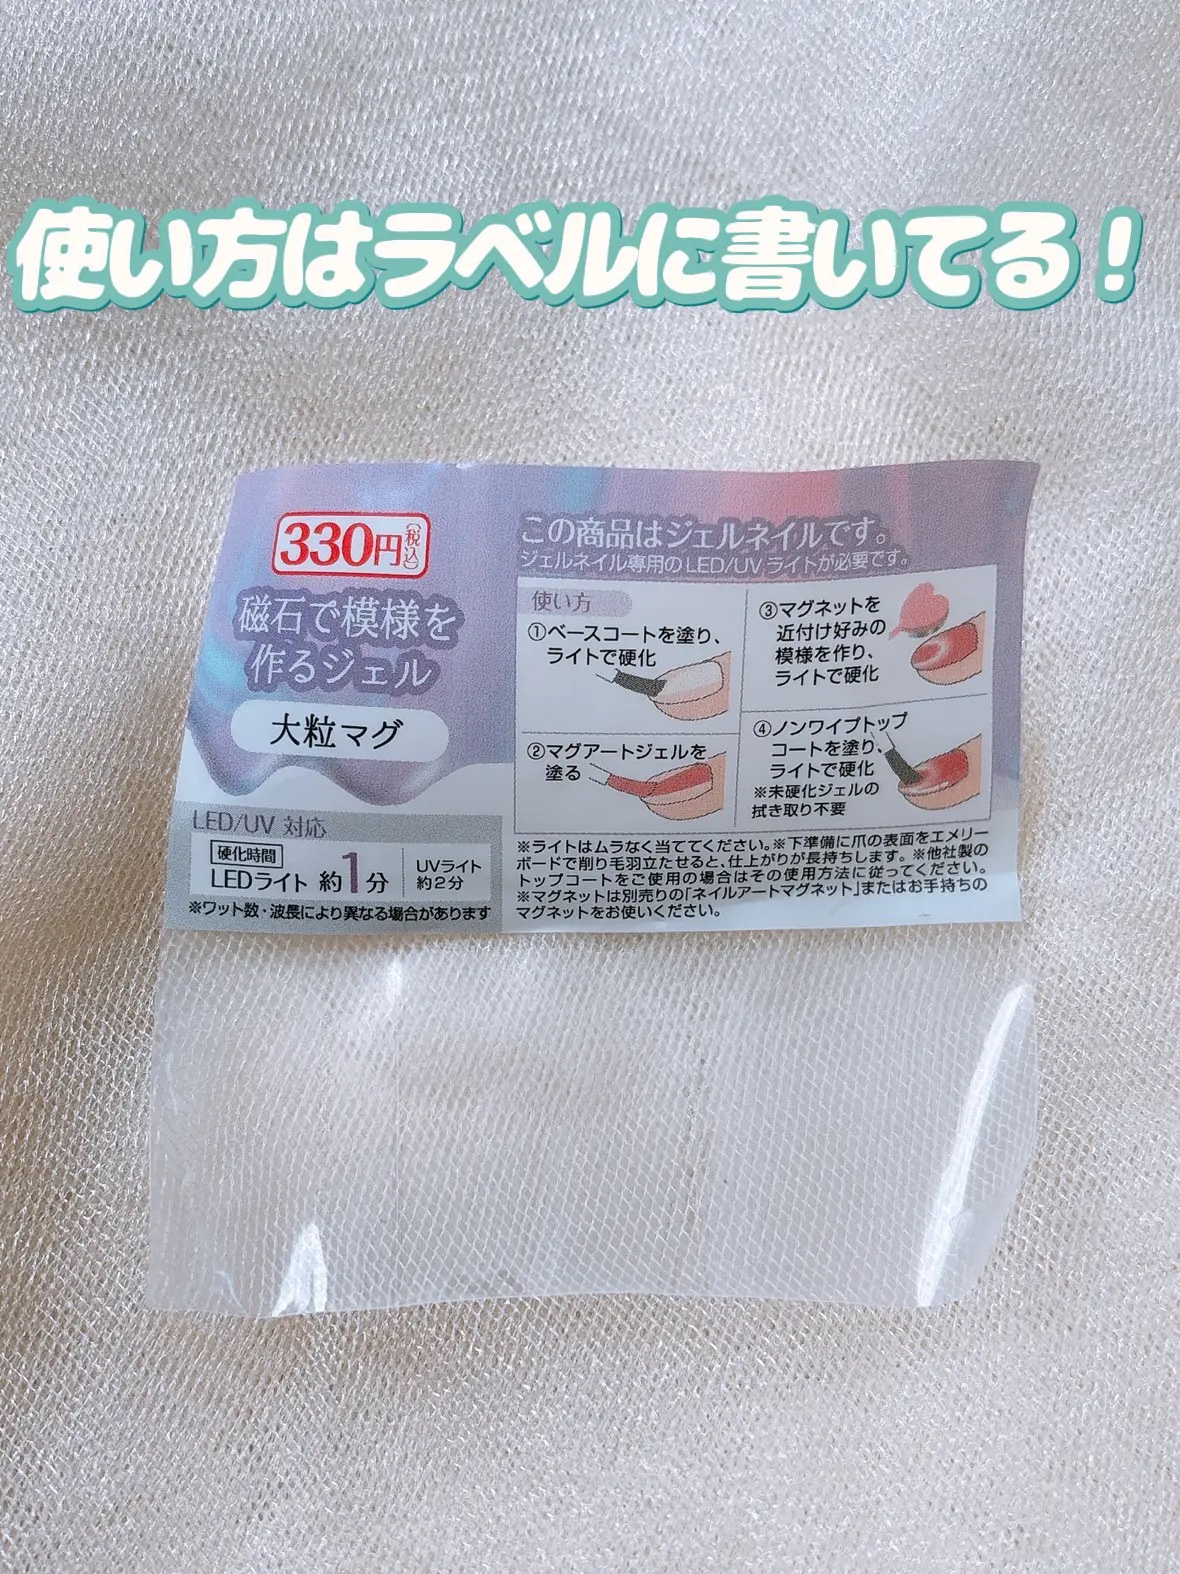 使い方はラベルに書いてる！
330円(税込)
磁石で模様を
作るジェル
大粒マグ
LED/UV 対応
硬化時間
LEDライト 約1分
UVライト
約2分
※ワット数・波長により異なる場合があります
この商品はジェルネイルです。
ジェルネイル専用のLED/UVライトが必要です。
使い方
①ベースコートを塗り、
ライトで硬化
②マグアートジェルを
塗る
③マグネットを
近付け好みの
模様を作り、
ライトで硬化
④ノンワイプトップ
コートを塗り、
ライトで硬化
※未硬化ジェルの
拭き取り不要
※ライトはムラなく当ててください。※下準備に爪の表面をエメリー
ボードで削り毛羽立たせると、仕上がりが長持ちします。※他社製の
トップコートをご使用の場合はその使用方法に従ってください。
※マグネットは別売りの「ネイルアートマグネット」またはお手持ちの
マグネットをお使いください。